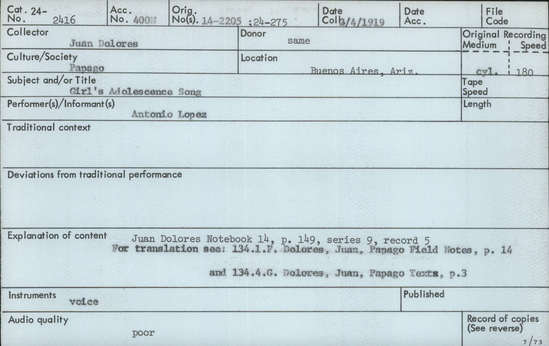 Cat. 24- Acc. Orig. Date Date File
No. 2416 No. 400H No(s). 14-2205 ;24-275 Coll. 2/4/1919 Acc. Code
Collector Donor Original Recording
Juan Dolores same Medium Speed
Culture/Society Location
Papago Buenos Aires, Ariz. cyl. 180
Subject and/or Title Tape
Girl's Adolescence Song Speed
Performer(s)/Informant(s) Length
Antonio Lopez
Traditional context
Deviations from traditional performance
Explanation of content Juan Dolores Notebook 14, p. 149, series 9, record 5
For translation see: 134.1.F. Dolores, Juan, Papago Field Notes, p. 14
and 134.4.G. Dolores, Juan, Papago Texts, p.3
Instruments Published
voice
Audio quality Record of copies
poor (See reverse)
7/73